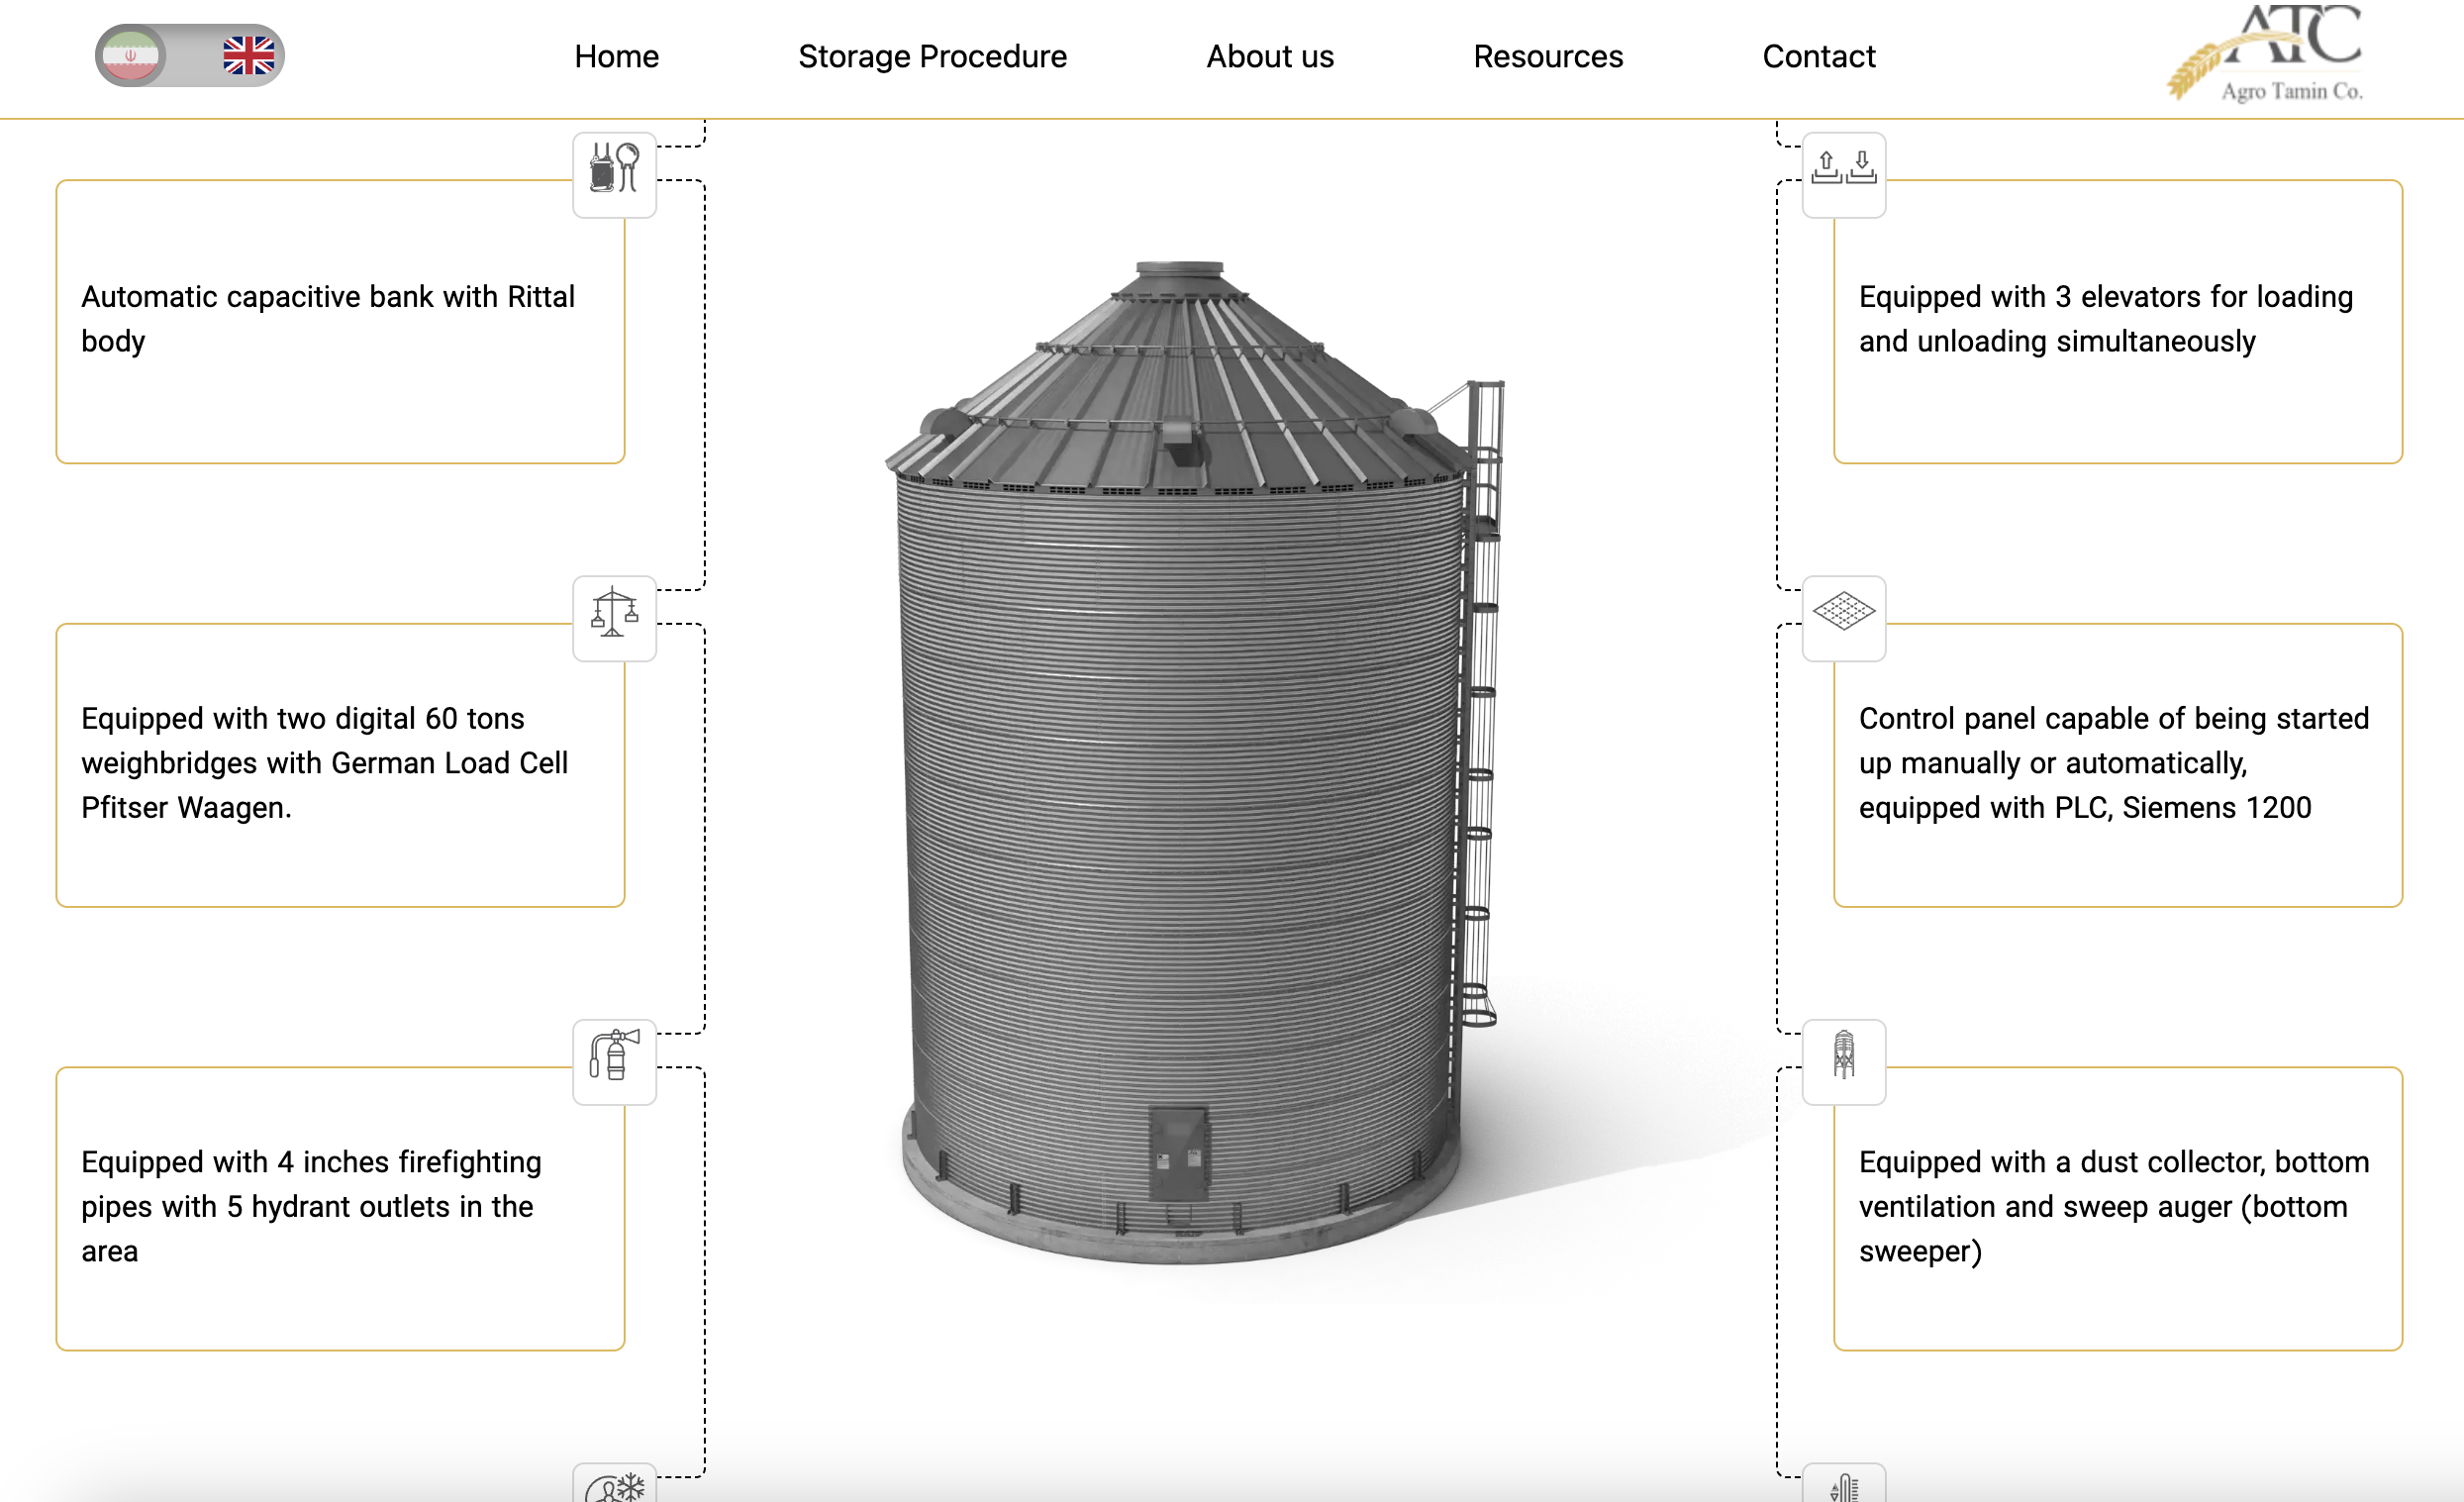 Home
Storage Procedure
About us
Resources
Contact
ATC
Agro Tamin Co.
Automatic capacitive bank with Rittal
body
Equipped with 3 elevators for loading
and unloading simultaneously
Equipped with two digital 60 tons
weighbridges with German Load Cell
Pfitser Waagen.
Control panel capable of being started
up manually or automatically,
equipped with PLC, Siemens 1200
Equipped with 4 inches firefighting
pipes with 5 hydrant outlets in the
area
Equipped with a dust collector, bottom
ventilation and sweep auger (bottom
sweeper)